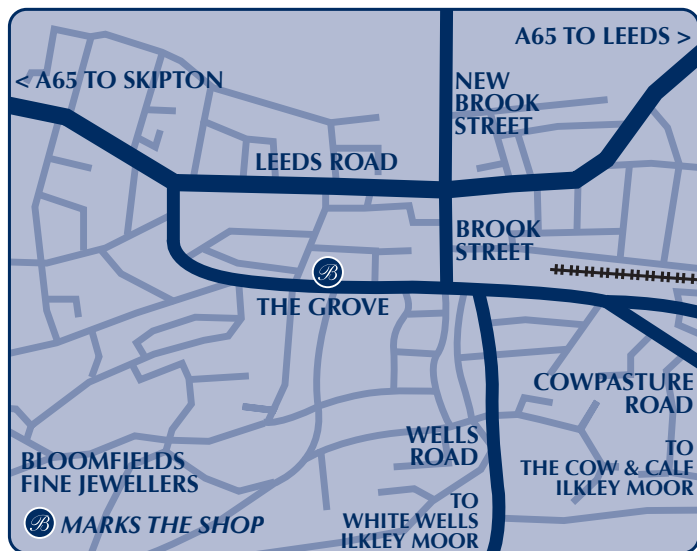 A65 TO LEEDS >
< A65 TO SKIPTON
NEW
BROOK
STREET
LEEDS ROAD
BROOK
STREET
B
THE GROVE
COWPASTURE
ROAD
WELLS
ROAD
TO
THE COW & CALF
ILKLEY MOOR
BLOOMFIELDS
FINE JEWELLERS
B MARKS THE SHOP
TO
WHITE WELLS
ILKLEY MOOR